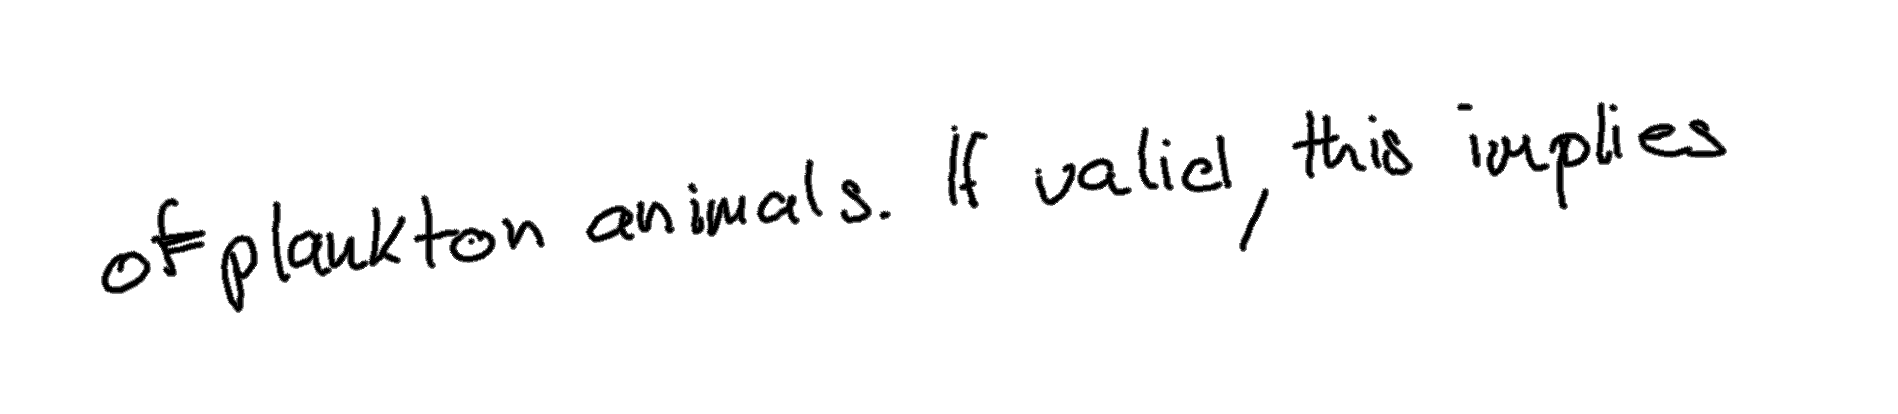 of plankton animals. If valid, this implies